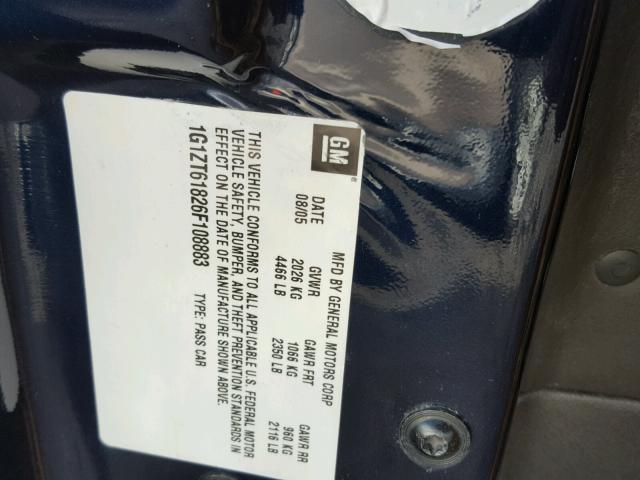 GM
MFD BY GENERAL MOTORS CORP
DATE GVWR GAWR FRT GAWR RR
08/05 2026 KG 1066 KG 960 KG
4466 LB 2350 LB 2116 LB
THIS VEHICLE CONFORMS TO ALL APPLICABLE U.S. FEDERAL MOTOR
VEHICLE SAFETY, BUMPER, AND THEFT PREVENTION STANDARDS IN
EFFECT ON THE DATE OF MANUFACTURE SHOWN ABOVE.
1G1ZT61826F108883 TYPE: PASS CAR